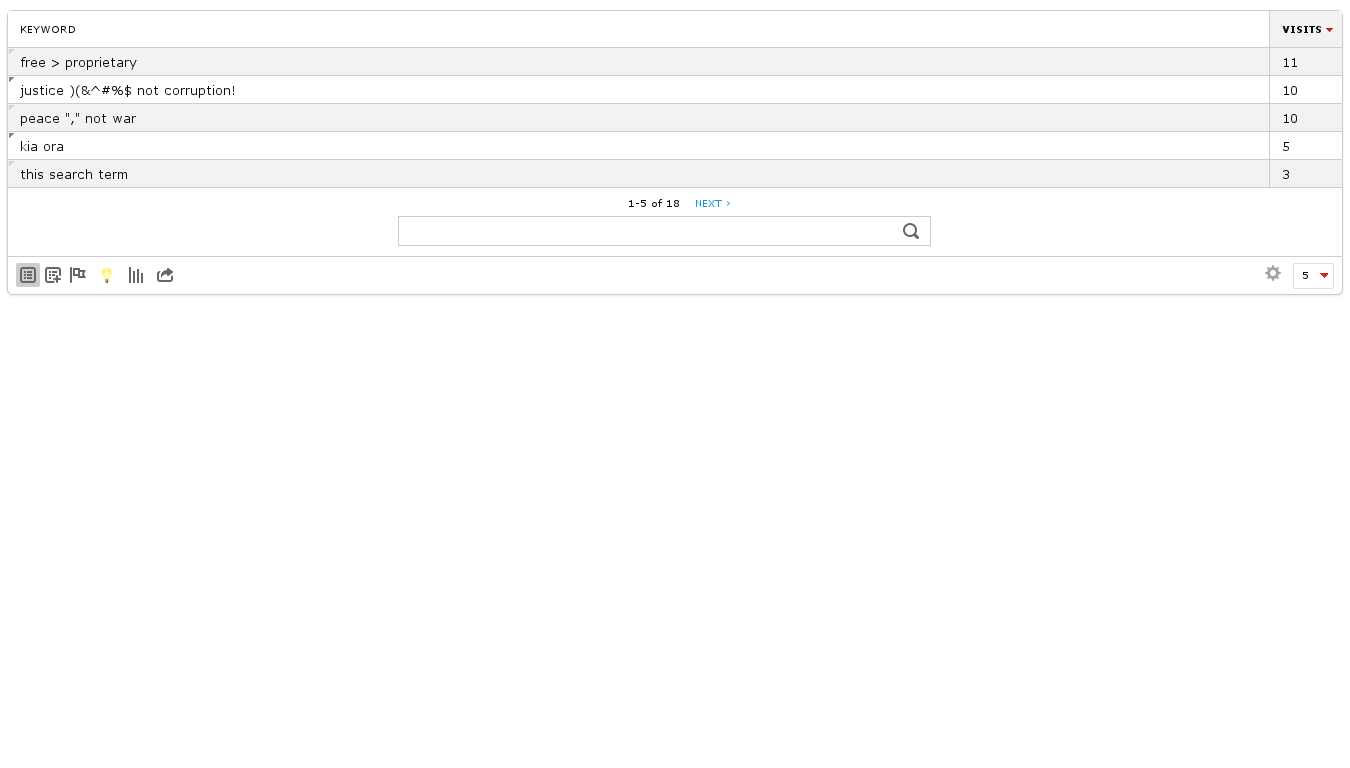 KEYWORD VISITS
free > proprietary 11
justice )(&^#%$ not corruption! 10
peace "," not war 10
kia ora 5
this search term 3
1-5 of 18 NEXT ›
5